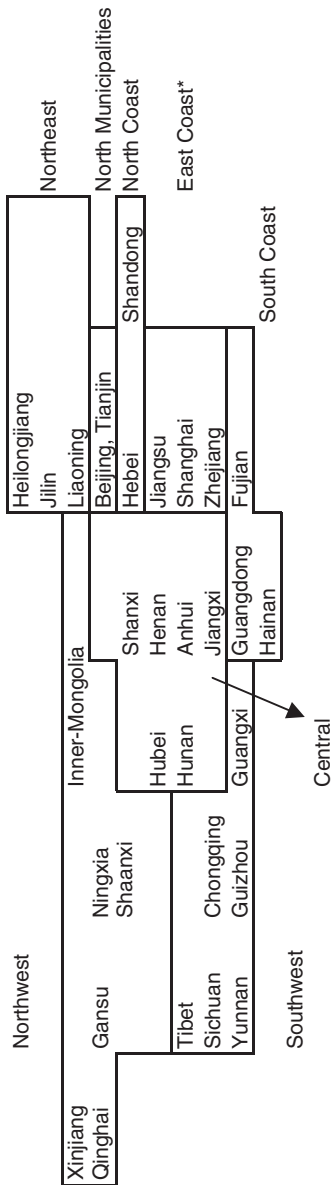 Northwest
Northeast
Heilongjiang
Jilin
Xinjiang
Inner-Mongolia
Liaoning
Qinghai
Gansu
Ningxia
Beijing, Tianjin
North Municipalities
Shaanxi
Shanxi
Hebei
Shandong
North Coast
Hubei
Henan
Jiangsu
Tibet
Hunan
Anhui
Shanghai
East Coast*
Sichuan
Chongqing
Jiangxi
Zhejiang
Yunnan
Guizhou
Guangxi
Guangdong
Fujian
Hainan
South Coast
Southwest
Central